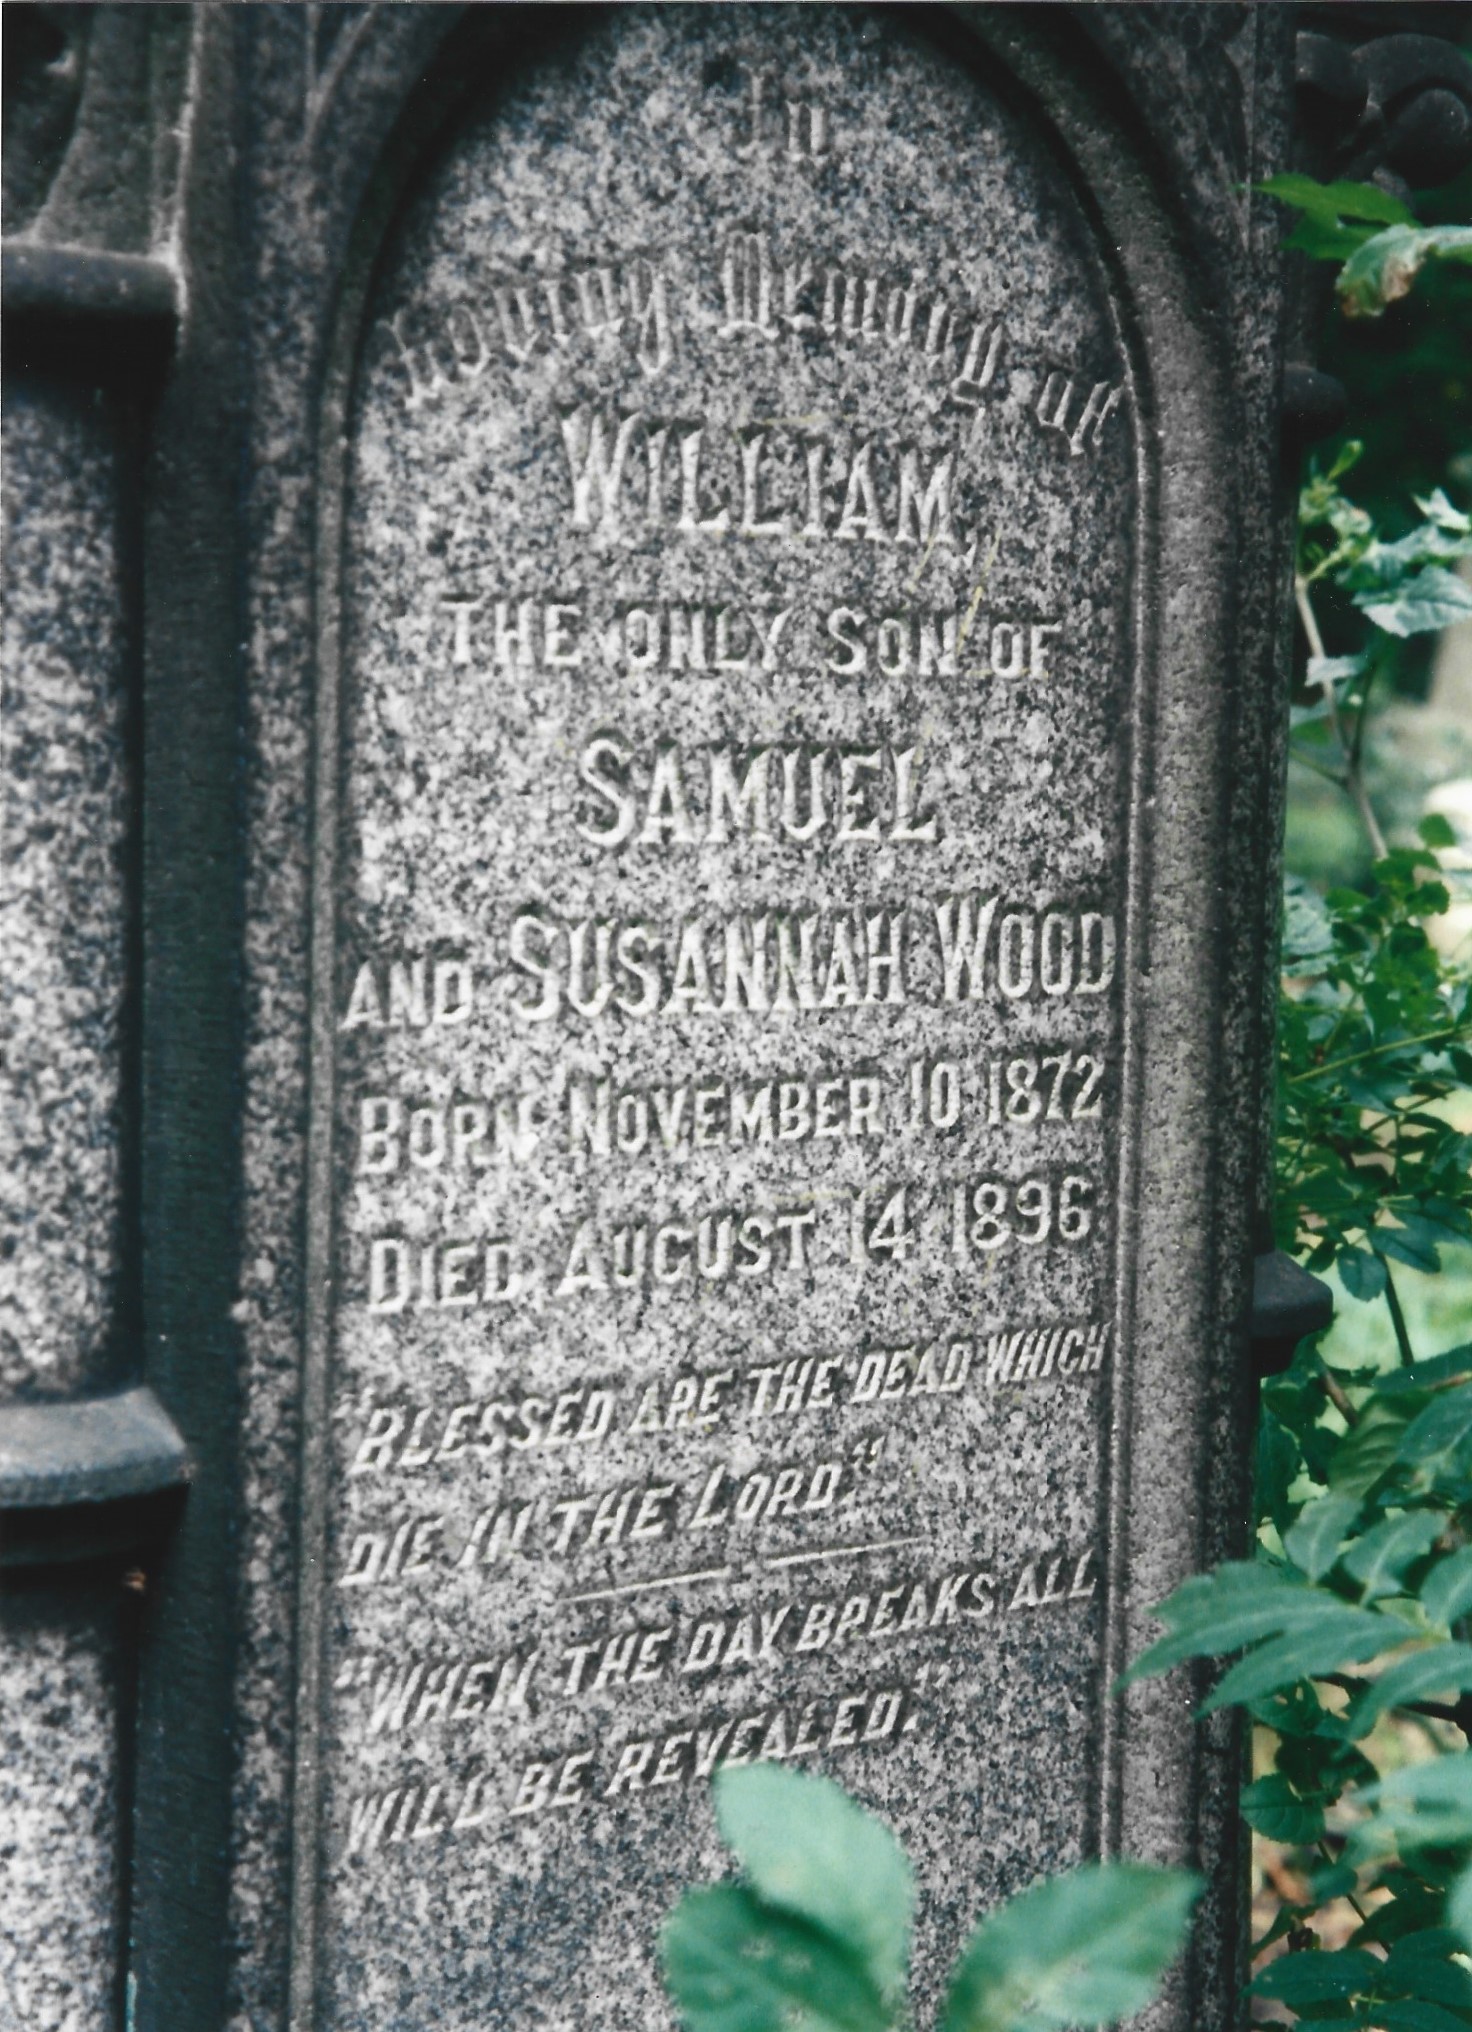 In
Loving Memory of
WILLIAM,
THE ONLY SON OF
SAMUEL
AND SUSANNAH WOOD
BORN NOVEMBER 10 1872
DIED AUGUST 14 1896
"BLESSED ARE THE DEAD WHICH
DIE IN THE LORD"
"WHEN THE DAY BREAKS ALL
WILL BE REVEALED."